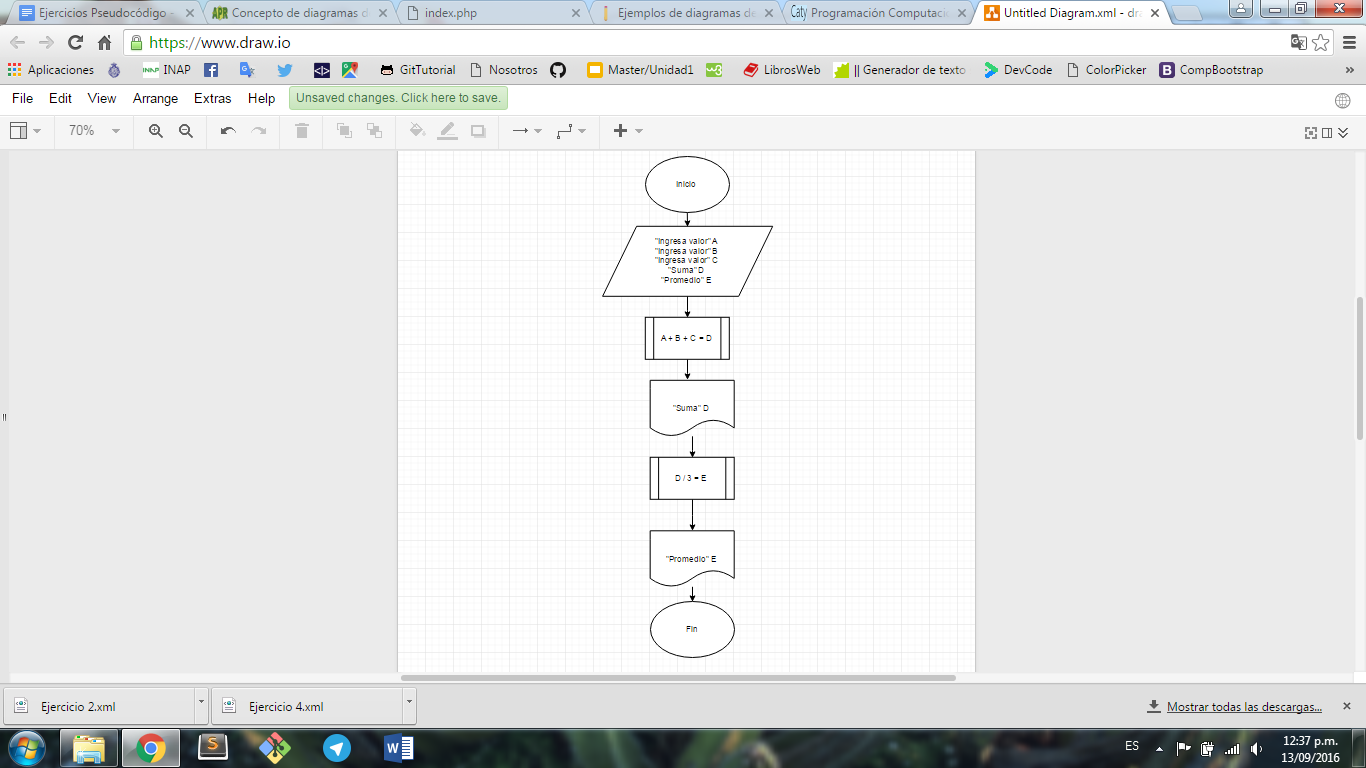 Ejercicios Pseudocódigo -
APR Concepto de diagramas d
index.php
Ejemplos de diagramas de
Caty Programación Computaci
Untitled Diagram.xml - dra
https://www.draw.io
Aplicaciones
INAP INAP
GitTutorial
Nosotros
Master/Unidad1
w3
LibrosWeb
|| Generador de texto
DevCode
ColorPicker
B CompBootstrap
»
File Edit View Arrange Extras Help Unsaved changes. Click here to save.
70%
Inicio
"Ingresa valor" A
"Ingresa valor" B
"Ingresa valor" C
"Suma" D
"Promedio" E
A + B + C = D
"Suma" D
D / 3 = E
"Promedio" E
Fin
Ejercicio 2.xml
Ejercicio 4.xml
Mostrar todas las descargas...
ES
12:37 p.m.
13/09/2016